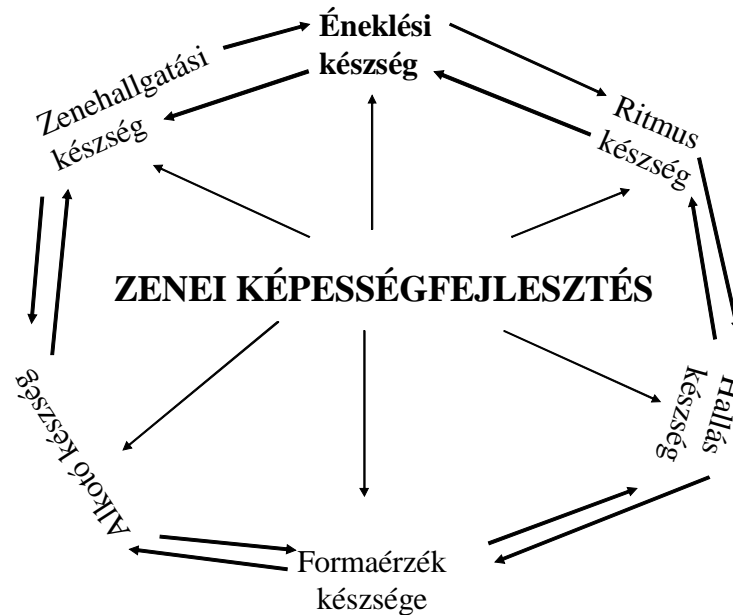 Éneklési
készség
Zenehallgatási
készség
Ritmus
készség
ZENEI KÉPESSÉGFEJLESZTÉS
Hallás
készség
Alkotó készség
Formaérzék
készsége